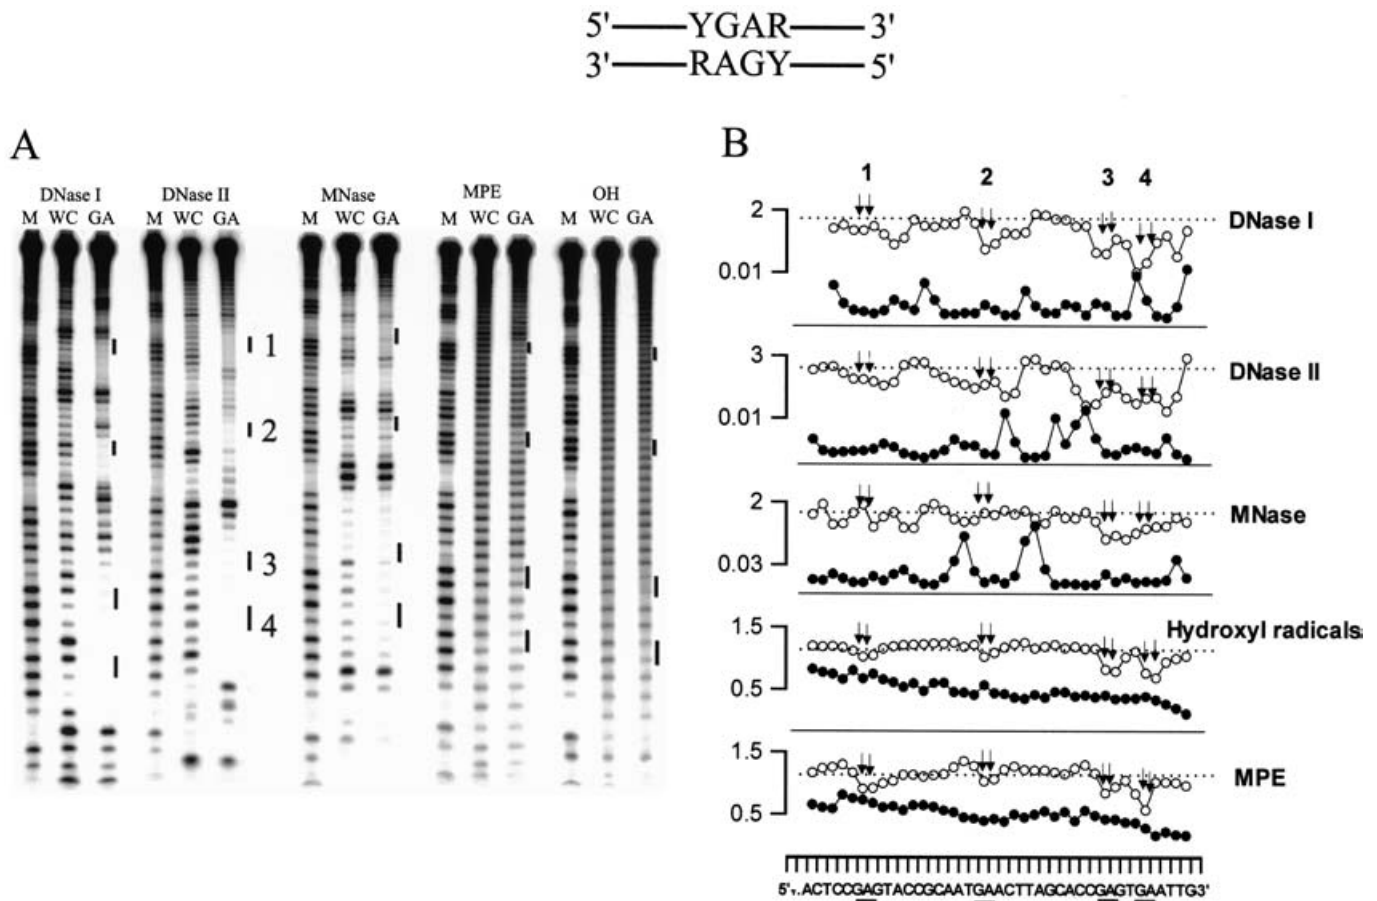 5'——YGAR——3'
3'——RAGY——5'
A
DNase I DNase II MNase MPE OH
M WC GA M WC GA M WC GA M WC GA M WC GA
1
2
3
4
B
1 2 3 4
2
0.01
DNase I
3
0.01
DNase II
2
0.03
MNase
1.5
0.5
Hydroxyl radicals
1.5
0.5
MPE
5'T.ACTCCGAGTACCGCAATGAACTTAGCACCGAGTGAATTG3'